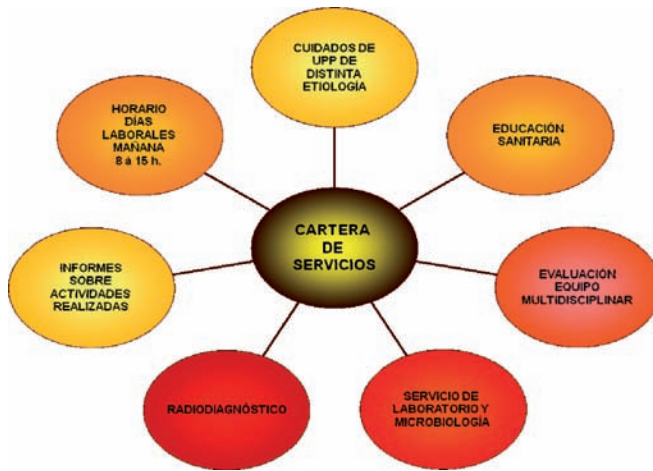 CUIDADOS DE
UPP DE
DISTINTA
ETIOLOGÍA
HORARIO
DÍAS
LABORALES
MAÑANA
8 á 15 h.
EDUCACIÓN
SANITARIA
CARTERA
DE
SERVICIOS
INFORMES
SOBRE
ACTIVIDADES
REALIZADAS
EVALUACIÓN
EQUIPO
MULTIDISCIPLINAR
RADIODIAGNÓSTICO
SERVICIO DE
LABORATORIO Y
MICROBIOLOGÍA